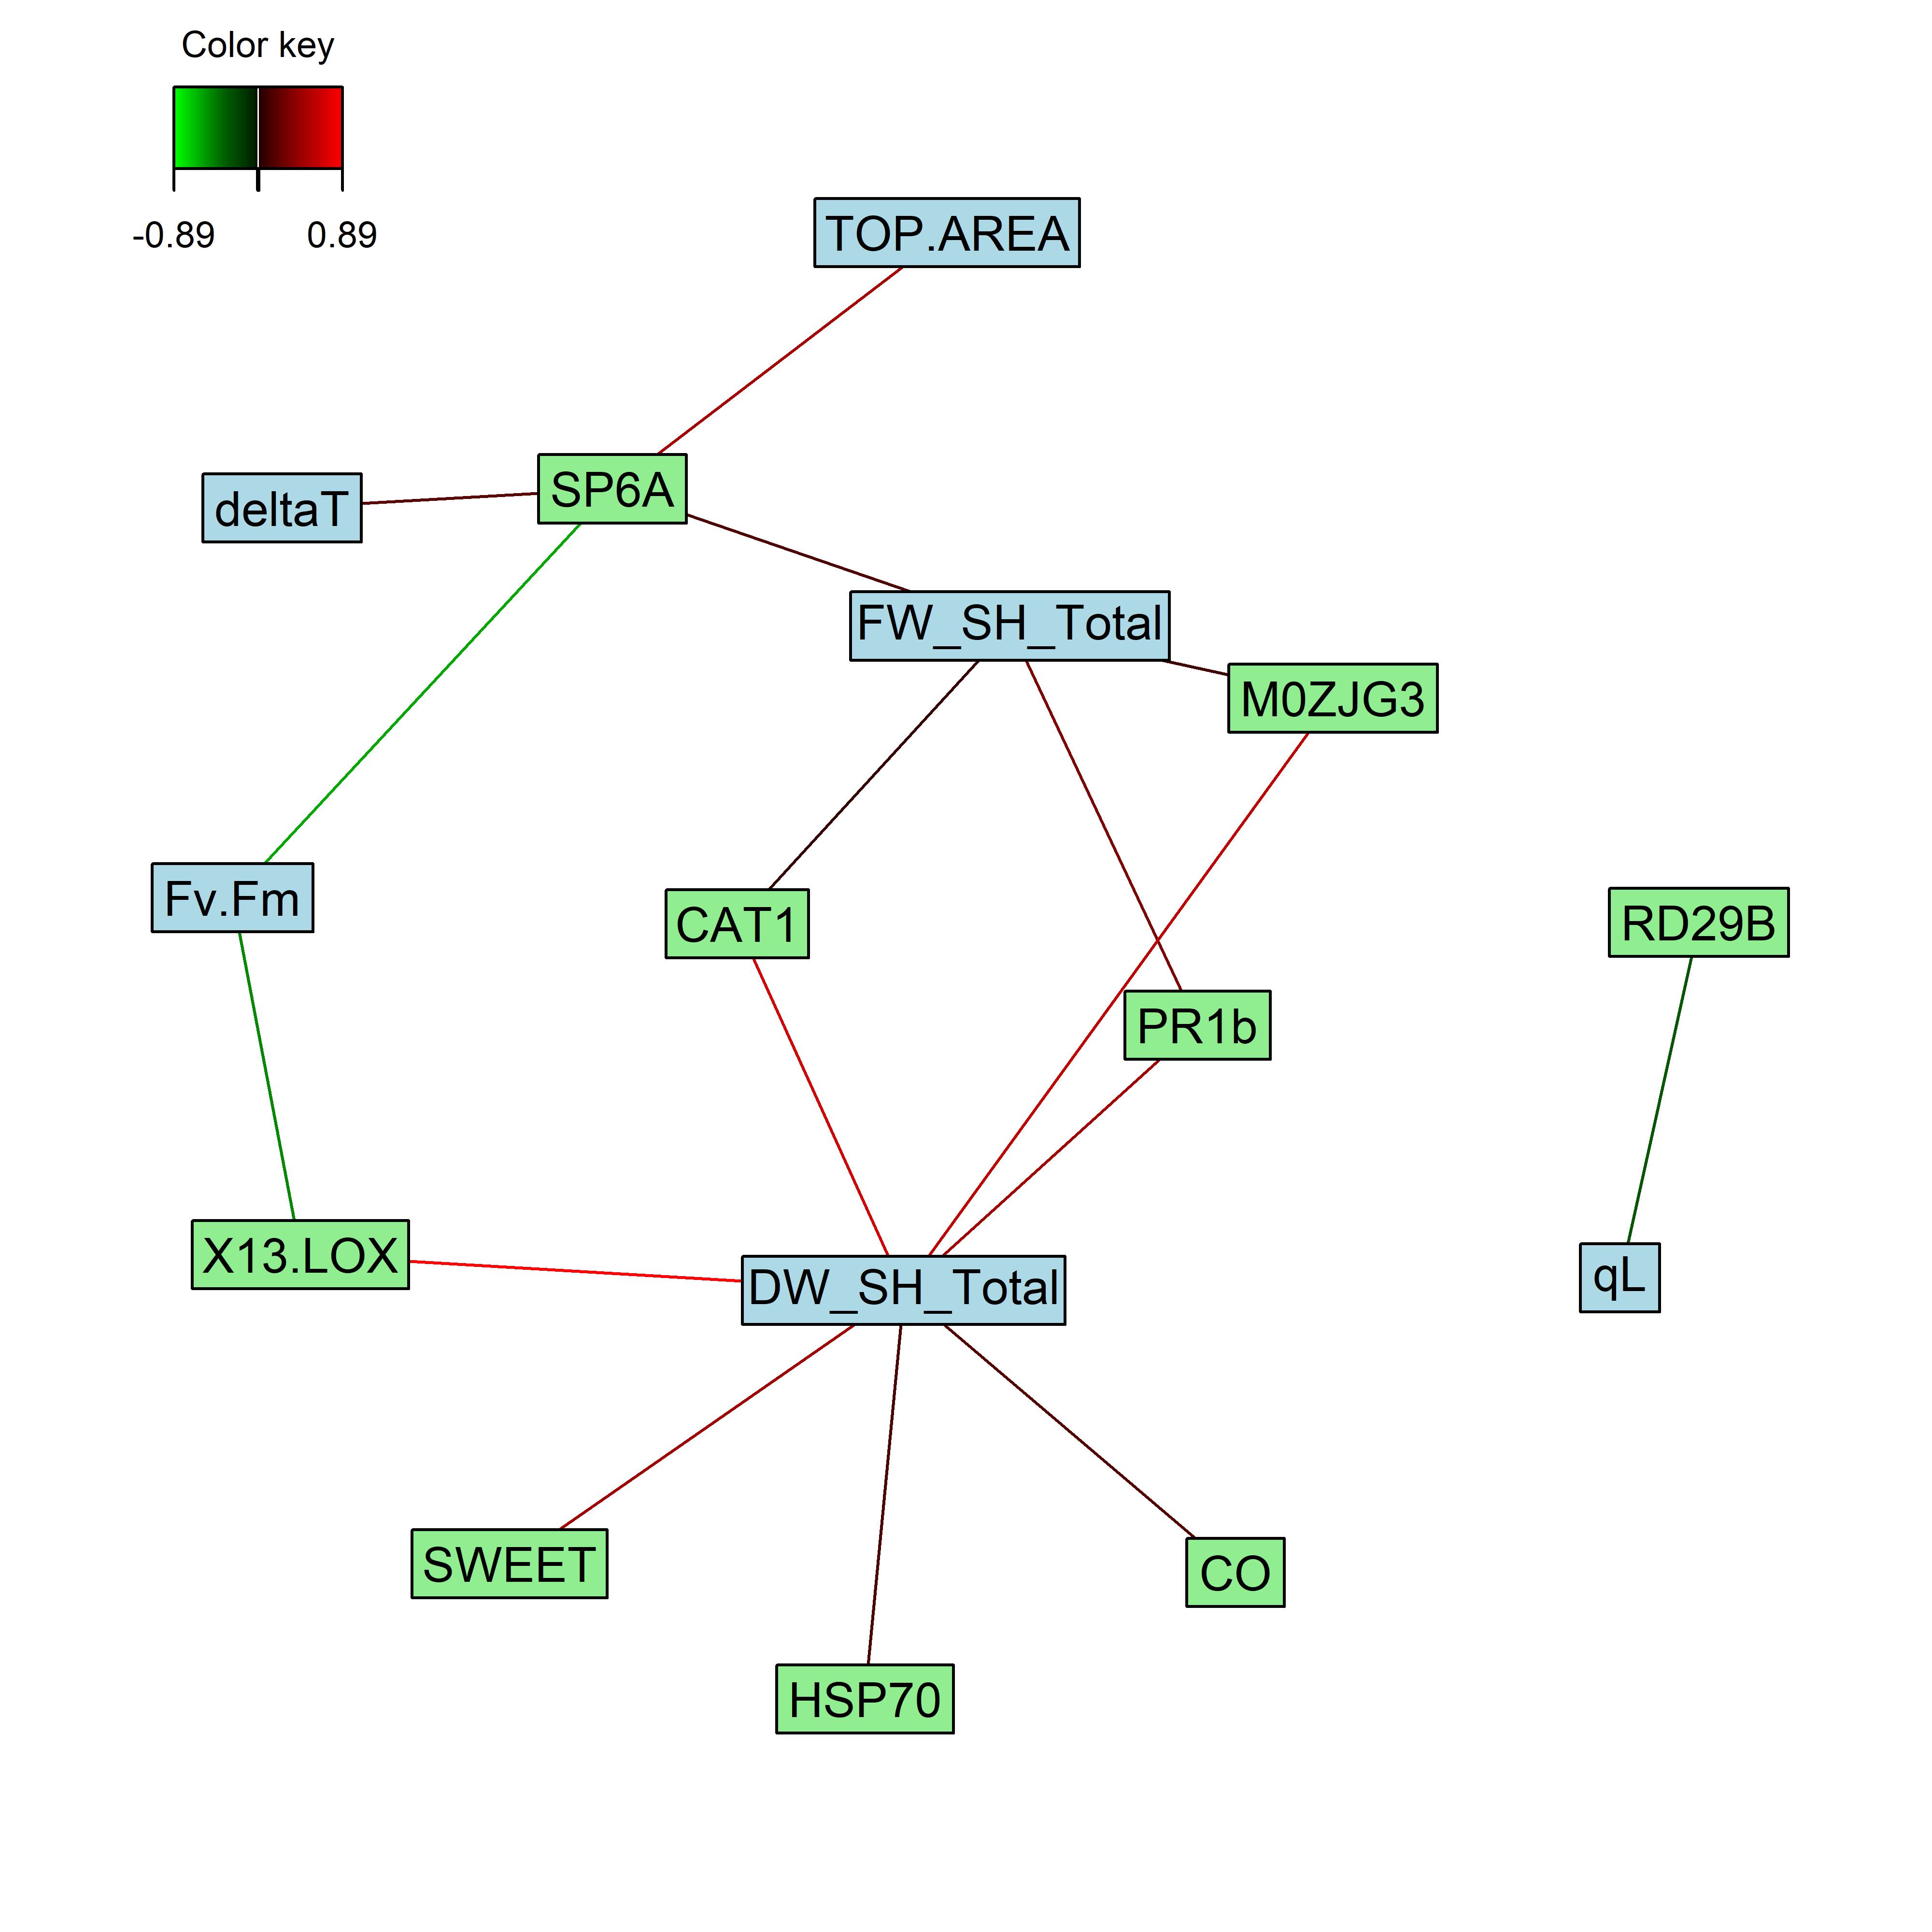 Color key
-0.89 0.89
TOP.AREA
SP6A
deltaT
FW_SH_Total
M0ZJG3
Fv.Fm
CAT1
RD29B
PR1b
X13.LOX
DW_SH_Total
qL
SWEET
CO
HSP70